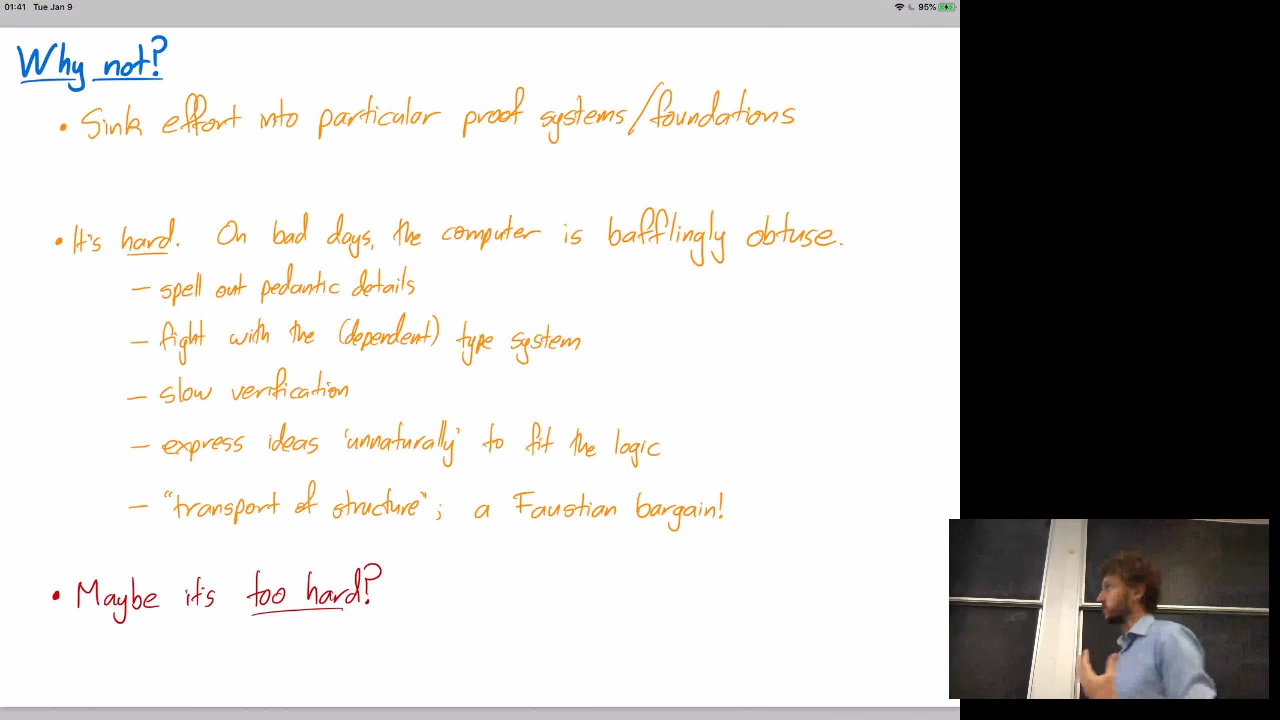 01:41 Tue Jan 9 95%
Why not?
• Sink effort into particular proof systems/foundations
• It's hard. On bad days, the computer is bafflingly obtuse.
— spell out pedantic details
— fight with the (dependent) type system
— slow verification
— express ideas 'unnaturally' to fit the logic
— "transport of structure"; a Faustian bargain!
• Maybe it's too hard?